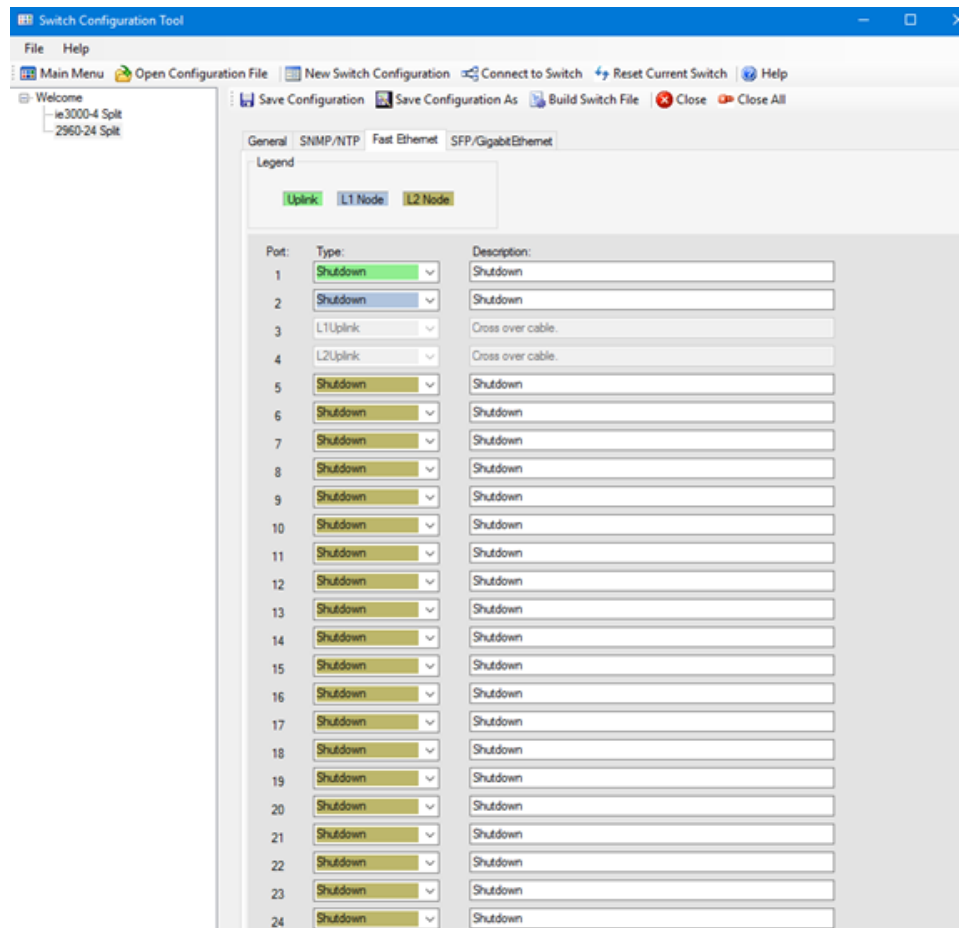 Switch Configuration Tool
File Help
Main Menu Open Configuration File New Switch Configuration Connect to Switch Reset Current Switch Help
Welcome
ie3000-4 Split
2960-24 Split
Save Configuration Save Configuration As Build Switch File Close Close All
General SNMP/NTP Fast Ethernet SFP/GigabitEthernet
Legend
Uplink L1 Node L2 Node
Port: Type: Description:
1 Shutdown Shutdown
2 Shutdown Shutdown
3 L1Uplink Cross over cable.
4 L2Uplink Cross over cable.
5 Shutdown Shutdown
6 Shutdown Shutdown
7 Shutdown Shutdown
8 Shutdown Shutdown
9 Shutdown Shutdown
10 Shutdown Shutdown
11 Shutdown Shutdown
12 Shutdown Shutdown
13 Shutdown Shutdown
14 Shutdown Shutdown
15 Shutdown Shutdown
16 Shutdown Shutdown
17 Shutdown Shutdown
18 Shutdown Shutdown
19 Shutdown Shutdown
20 Shutdown Shutdown
21 Shutdown Shutdown
22 Shutdown Shutdown
23 Shutdown Shutdown
24 Shutdown Shutdown